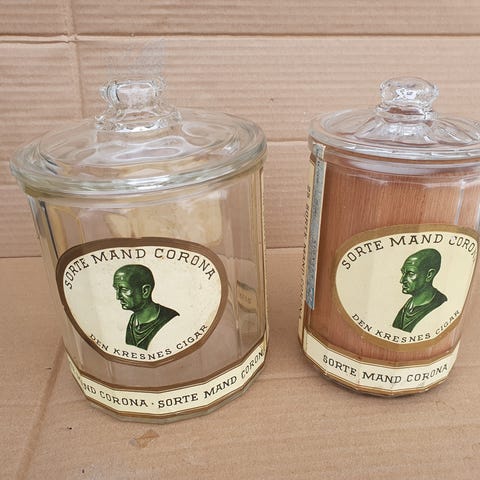 SORTE MAND CORONA
DEN KRESNES CIGAR
ND CORONA · SORTE MAND CORON
SORTE MAND CORONA
DEN KRESNES CIGAR
SORTE MAND CORONA